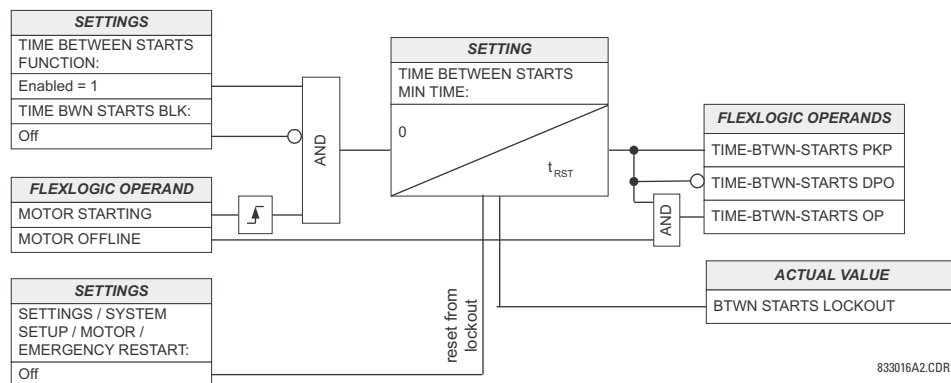 SETTINGS
TIME BETWEEN STARTS
FUNCTION:
Enabled = 1
TIME BWN STARTS BLK:
Off
FLEXLOGIC OPERAND
MOTOR STARTING
MOTOR OFFLINE
SETTINGS
SETTINGS / SYSTEM
SETUP / MOTOR /
EMERGENCY RESTART:
Off
AND
SETTING
TIME BETWEEN STARTS
MIN TIME:
0
tRST
reset from
lockout
AND
FLEXLOGIC OPERANDS
TIME-BTWN-STARTS PKP
TIME-BTWN-STARTS DPO
TIME-BTWN-STARTS OP
ACTUAL VALUE
BTWN STARTS LOCKOUT
833016A2.CDR